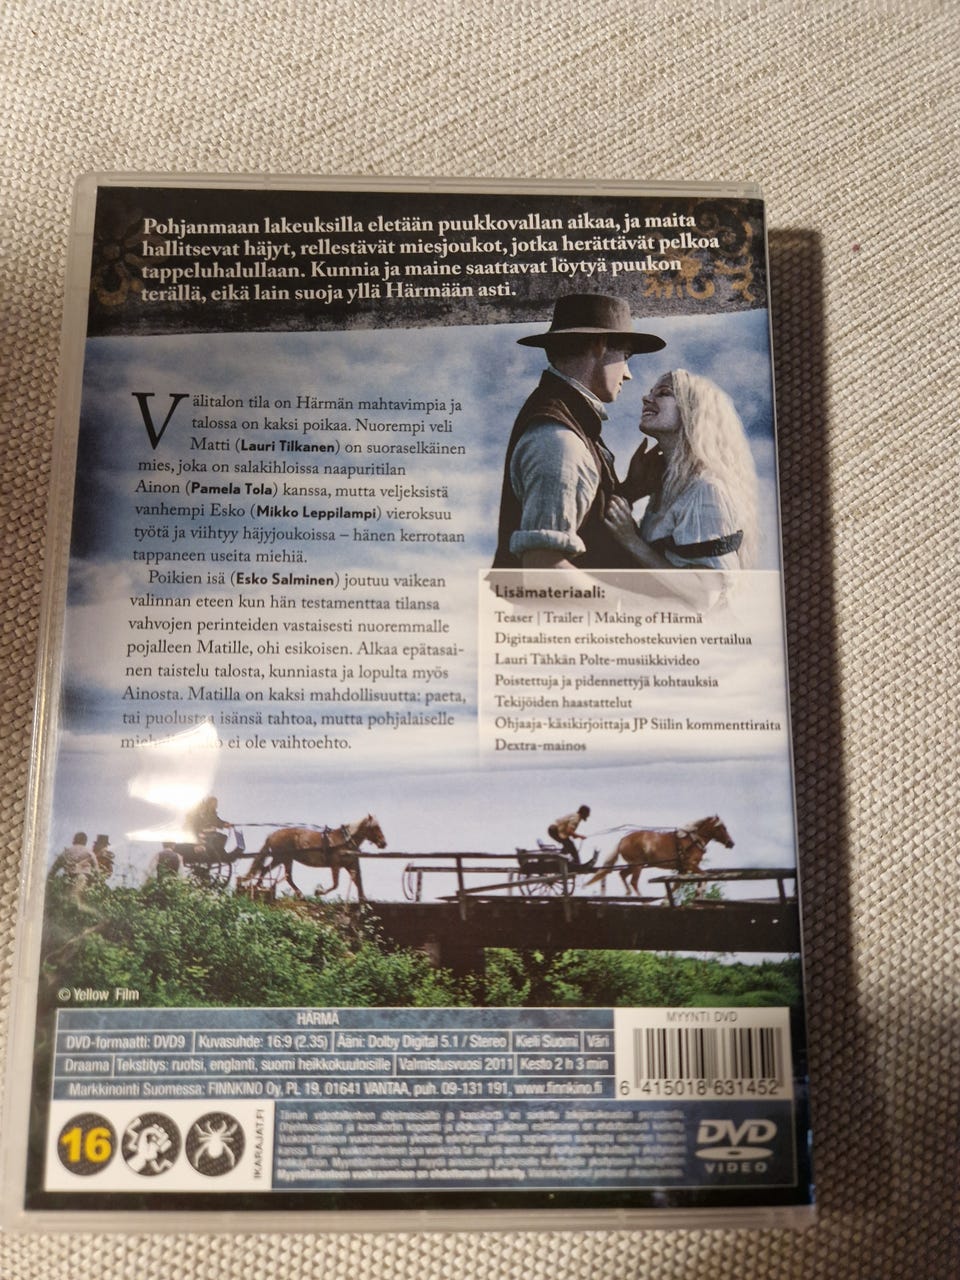 Pohjanmaan lakeuksilla eletään puukkovallan aikaa, ja maita
hallitsevat häjyt, rellestävät miesjoukot, jotka herättävät pelkoa
tappeluhalullaan. Kunnia ja maine saattavat löytyä puukon
terällä, eikä lain suoja yllä Härmään asti.
Välitalon tila on Härmän mahtavimpia ja
talossa on kaksi poikaa. Nuorempi veli
Matti (Lauri Tilkanen) on suoraselkäinen
mies, joka on salakihloissa naapuritilan
Ainon (Pamela Tola) kanssa, mutta veljeksistä
vanhempi Esko (Mikko Leppilampi) vieroksuu
työtä ja viihtyy häjyjoukoissa – hänen kerrotaan
tappaneen useita miehiä.
Poikien isä (Esko Salminen) joutuu vaikean
valinnan eteen kun hän testamenttaa tilansa
vahvojen perinteiden vastaisesti nuoremmalle
pojalleen Matille, ohi esikoisen. Alkaa epätasai-
nen taistelu talosta, kunniasta ja lopulta myös
Ainosta. Matilla on kaksi mahdollisuutta: paeta,
tai puolustaa isänsä tahtoa, mutta pohjalaiselle
ei ole vaihtoehto.
Lisämateriaali:
Teaser | Trailer | Making of Härmä
Digitaalisten erikoistehostekuvien vertailua
Lauri Tähkän Polte-musiikkivideo
Poistettuja ja pidennettyjä kohtauksia
Tekijöiden haastattelut
Ohjaaja-käsikirjoittaja JP Siilin kommenttiraita
Dextra-mainos
© Yellow Film
HÄRMÄ
DVD-formaatti: DVD9 Kuvasuhde: 16:9 (2.35) Ääni: Dolby Digital 5.1 / Stereo Kieli Suomi Väri
Draama Tekstitys: ruotsi, englanti, suomi heikkokuuloisille Valmistusvuosi 2011 Kesto 2 h 3 min
Markkinointi Suomessa: FINNKINO Oy, PL 19, 01641 VANTAA, puh. 09-131 191, www.finnkino.fi
MYYNTI DVD
6 415018 631452
16
IKARAJAT.FI
DVD
VIDEO